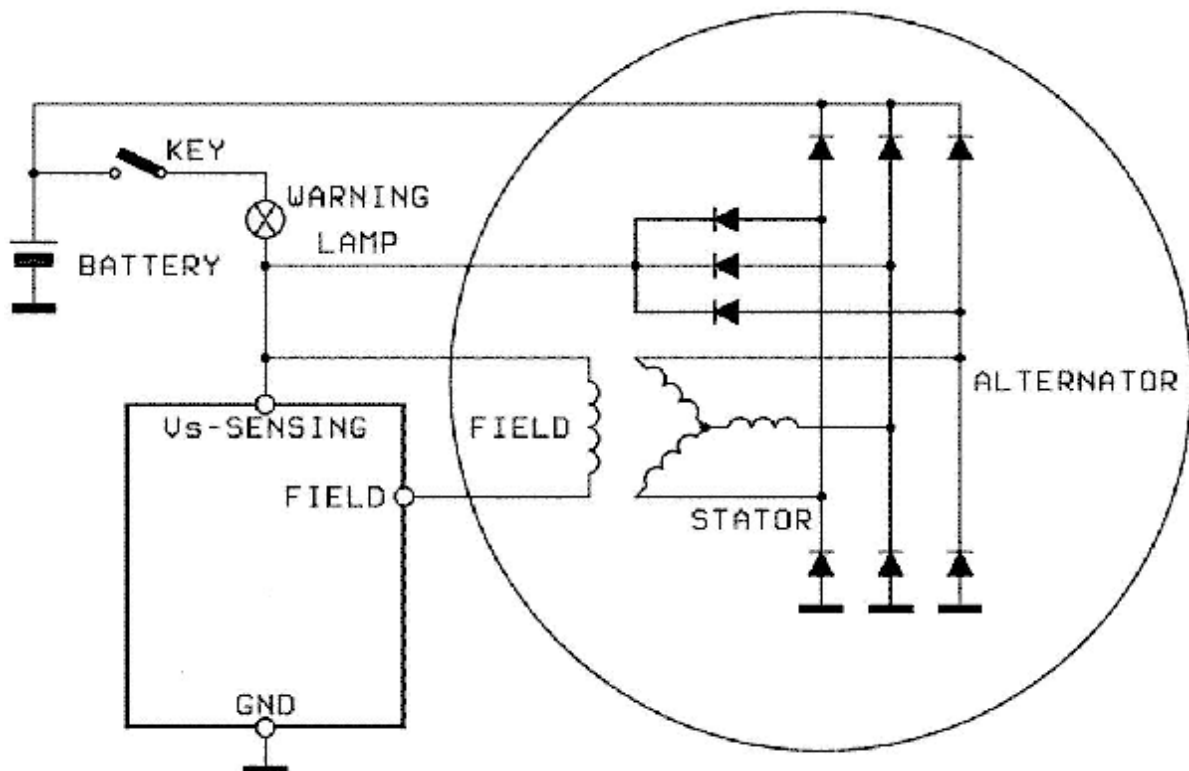 KEY
WARNING
LAMP
BATTERY
ALTERNATOR
Vs-SENSING
FIELD
FIELD
STATOR
GND